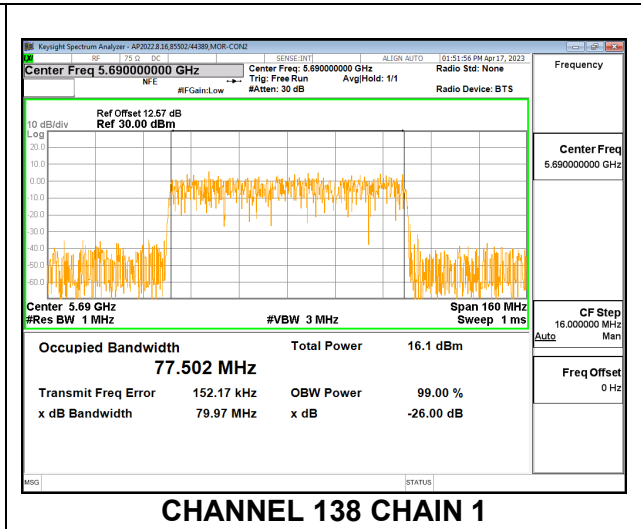 Keysight Spectrum Analyzer - AP2022.8.16,85502/44389,MOR-CON2
RF 75 Ω DC SENSE:INT ALIGN AUTO 01:51:56 PM Apr 17, 2023
Center Freq 5.690000000 GHz Center Freq: 5.690000000 GHz Radio Std: None Frequency
NFE Trig: Free Run Avg|Hold: 1/1
#IFGain:Low #Atten: 30 dB Radio Device: BTS
Ref Offset 12.57 dB
10 dB/div Ref 30.00 dBm
Log
20.0
10.0
0.00
-10.0
-20.0
-30.0
-40.0
-50.0
-60.0
Center Freq
5.690000000 GHz
Center 5.69 GHz Span 160 MHz
#Res BW 1 MHz #VBW 3 MHz Sweep 1 ms
CF Step
16.000000 MHz
Auto Man
Freq Offset
0 Hz
Occupied Bandwidth Total Power 16.1 dBm
77.502 MHz
Transmit Freq Error 152.17 kHz OBW Power 99.00 %
x dB Bandwidth 79.97 MHz x dB -26.00 dB
MSG STATUS
CHANNEL 138 CHAIN 1